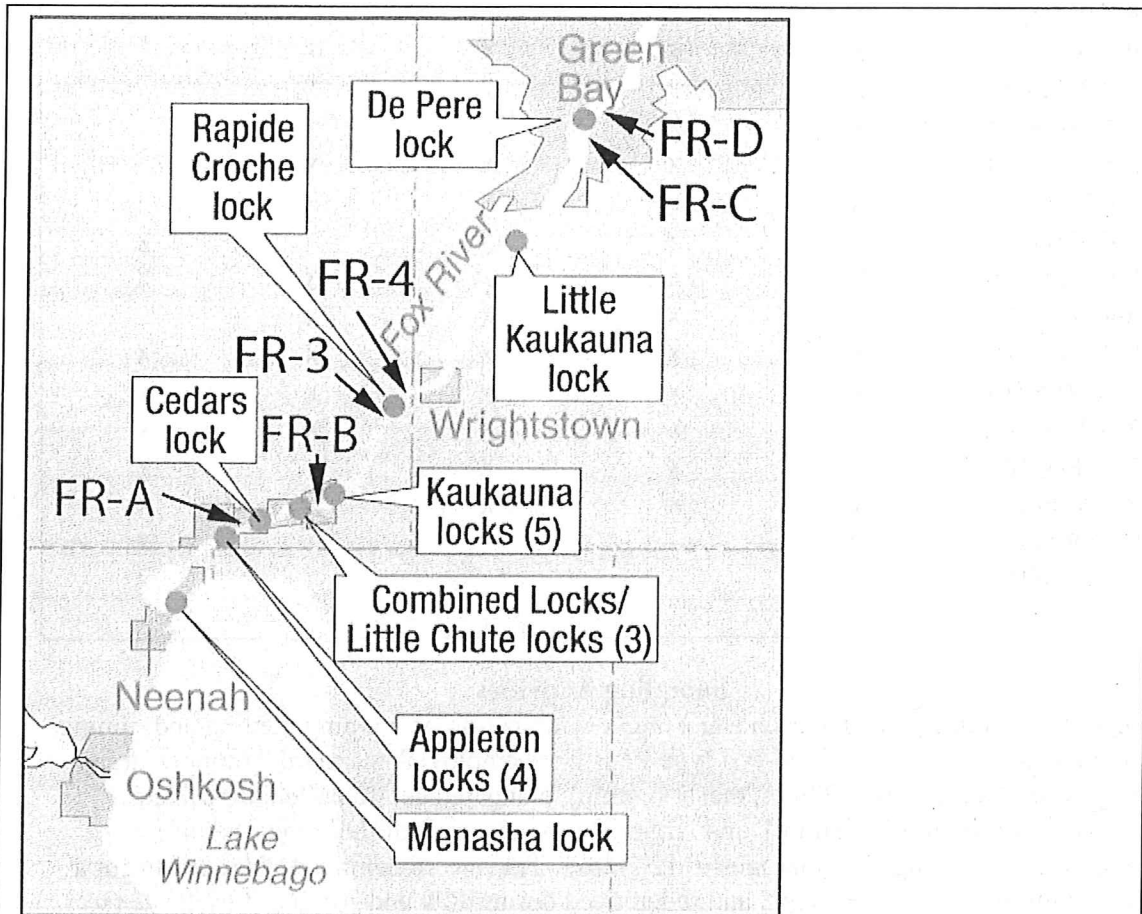 Green
Bay
De Pere
lock
FR-D
FR-C
Rapide
Croche
lock
FR-4
Fox River
Little
Kaukauna
lock
FR-3
Cedars
lock
FR-B
Wrightstown
FR-A
Kaukauna
locks (5)
Combined Locks/
Little Chute locks (3)
Neenah
Appleton
locks (4)
Oshkosh
Menasha lock
Lake
Winnebago